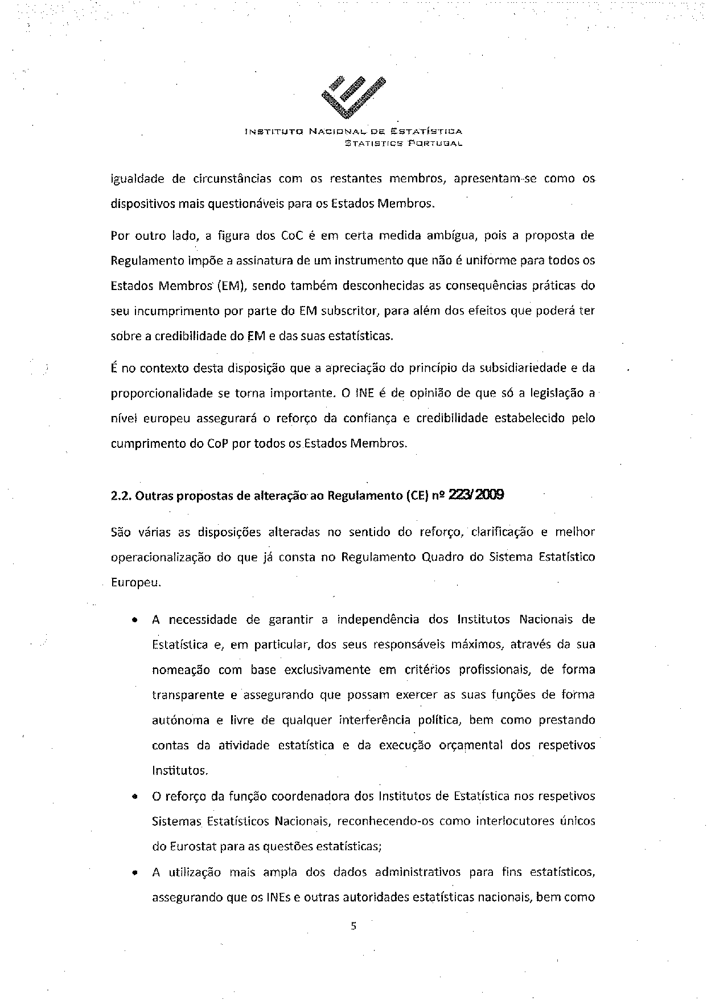 INSTITUTO NACIONAL DE ESTATÍSTICA
STATISTICS PORTUGAL
igualdade de circunstâncias com os restantes membros, apresentam-se como os
dispositivos mais questionáveis para os Estados Membros.
Por outro lado, a figura dos CoC é em certa medida ambígua, pois a proposta de
Regulamento impõe a assinatura de um instrumento que não é uniforme para todos os
Estados Membros (EM), sendo também desconhecidas as consequências práticas do
seu incumprimento por parte do EM subscritor, para além dos efeitos que poderá ter
sobre a credibilidade do EM e das suas estatísticas.
É no contexto desta disposição que a apreciação do princípio da subsidiariedade e da
proporcionalidade se torna importante. O INE é de opinião de que só a legislação a
nível europeu assegurará o reforço da confiança e credibilidade estabelecido pelo
cumprimento do CoP por todos os Estados Membros.
2.2. Outras propostas de alteração ao Regulamento (CE) nº 223/2009
São várias as disposições alteradas no sentido do reforço, clarificação e melhor
operacionalização do que já consta no Regulamento Quadro do Sistema Estatístico
Europeu.
• A necessidade de garantir a independência dos Institutos Nacionais de
Estatística e, em particular, dos seus responsáveis máximos, através da sua
nomeação com base exclusivamente em critérios profissionais, de forma
transparente e assegurando que possam exercer as suas funções de forma
autónoma e livre de qualquer interferência política, bem como prestando
contas da atividade estatística e da execução orçamental dos respetivos
Institutos.
• O reforço da função coordenadora dos Institutos de Estatística nos respetivos
Sistemas Estatísticos Nacionais, reconhecendo-os como interlocutores únicos
do Eurostat para as questões estatísticas;
• A utilização mais ampla dos dados administrativos para fins estatísticos,
assegurando que os INEs e outras autoridades estatísticas nacionais, bem como
5